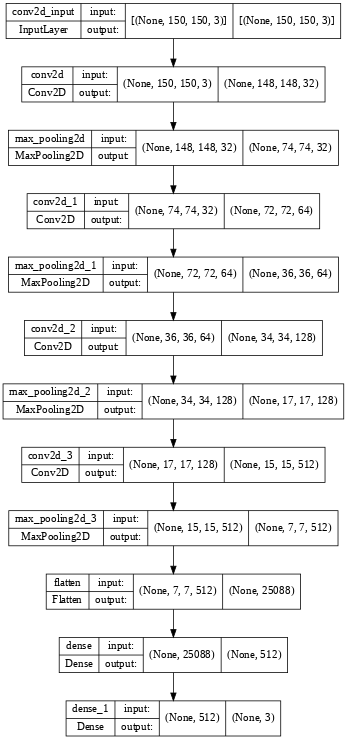 conv2d_input input: [(None, 150, 150, 3)] [(None, 150, 150, 3)]
InputLayer output:
conv2d input: (None, 150, 150, 3) (None, 148, 148, 32)
Conv2D output:
max_pooling2d input: (None, 148, 148, 32) (None, 74, 74, 32)
MaxPooling2D output:
conv2d_1 input: (None, 74, 74, 32) (None, 72, 72, 64)
Conv2D output:
max_pooling2d_1 input: (None, 72, 72, 64) (None, 36, 36, 64)
MaxPooling2D output:
conv2d_2 input: (None, 36, 36, 64) (None, 34, 34, 128)
Conv2D output:
max_pooling2d_2 input: (None, 34, 34, 128) (None, 17, 17, 128)
MaxPooling2D output:
conv2d_3 input: (None, 17, 17, 128) (None, 15, 15, 512)
Conv2D output:
max_pooling2d_3 input: (None, 15, 15, 512) (None, 7, 7, 512)
MaxPooling2D output:
flatten input: (None, 7, 7, 512) (None, 25088)
Flatten output:
dense input: (None, 25088) (None, 512)
Dense output:
dense_1 input: (None, 512) (None, 3)
Dense output: